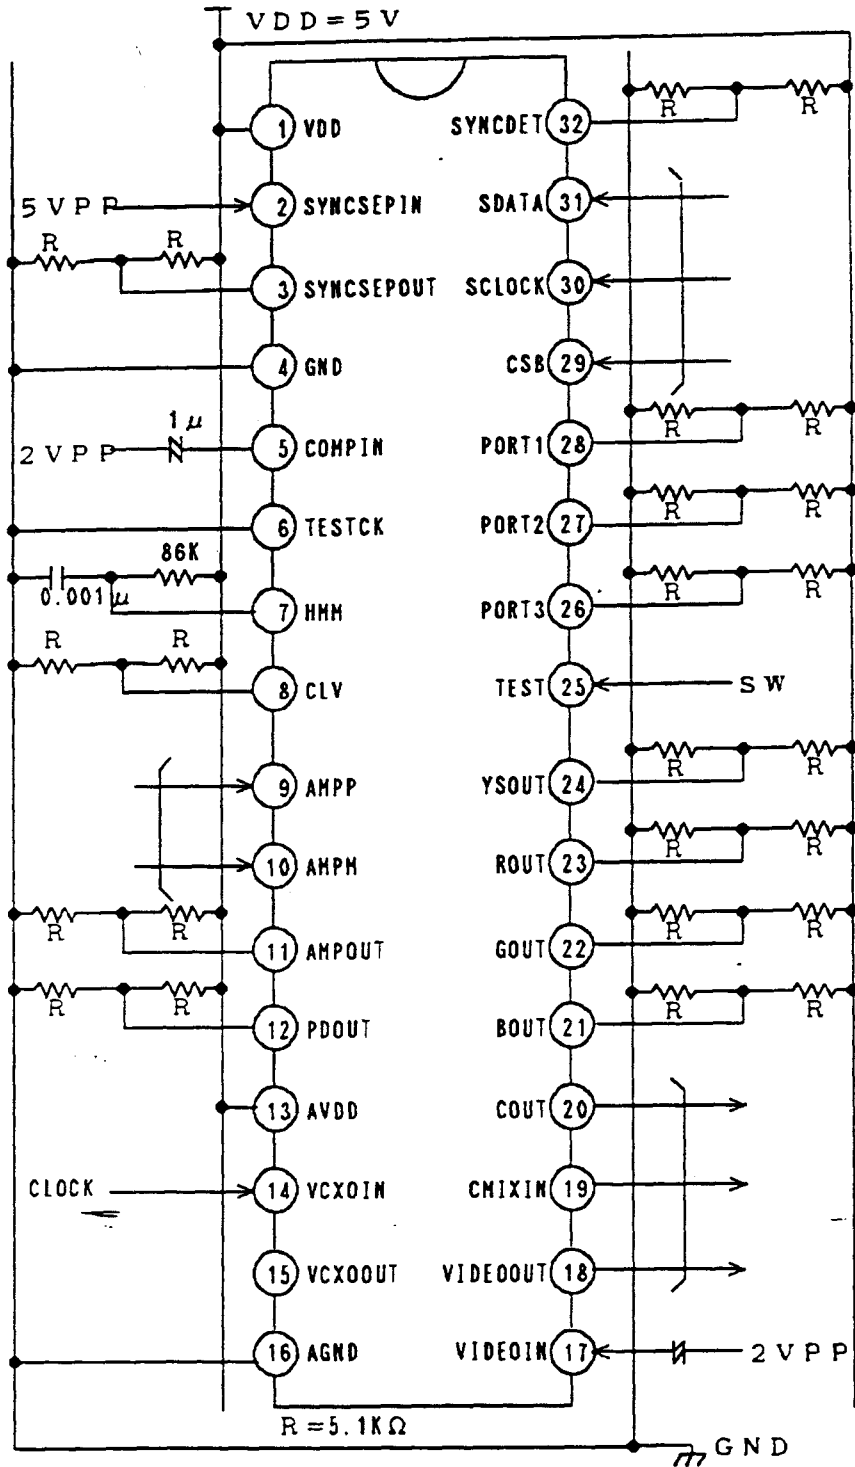 VDD=5V
1 VDD SYNCDET 32
R R
5VPP 2 SYNCSEPIN SDATA 31
R R
3 SYNCSEPOUT SCLOCK 30
4 GND CSB 29
1μ
2VPP 5 COMPIN PORT1 28
R R
6 TESTCK PORT2 27
R R
86K
0.001μ
7 HMM PORT3 26
R R
R R
8 CLV TEST 25 SW
9 AMPP YSOUT 24
R R
10 AMPM ROUT 23
R R
R R
11 AMPOUT GOUT 22
R R
R R
12 PDOUT BOUT 21
R R
13 AVDD COUT 20
CLOCK 14 VCXOIN CMIXIN 19
15 VCXOOUT VIDEOOUT 18
16 AGND VIDEOIN 17 2VPP
R=5.1KΩ
GND